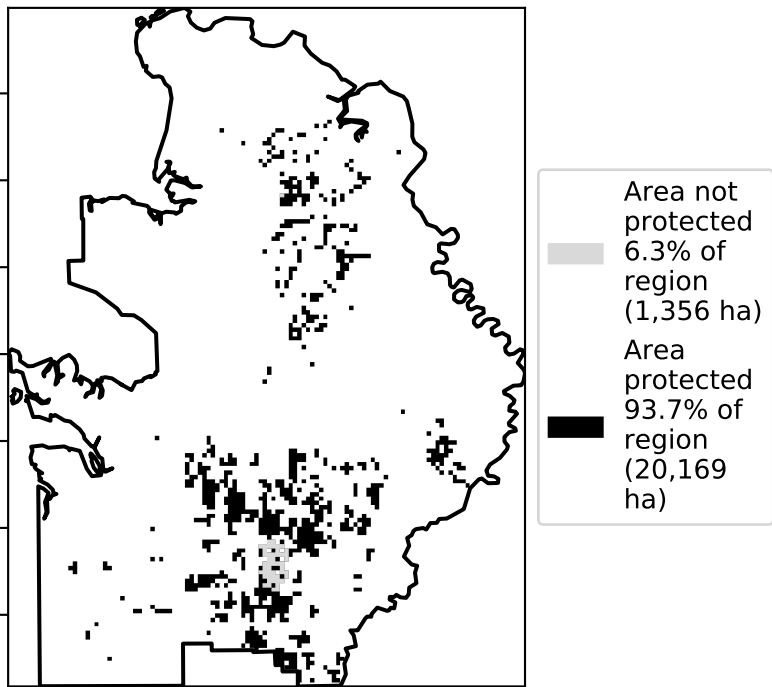 Area not
protected
6.3% of
region
(1,356 ha)
Area
protected
93.7% of
region
(20,169
ha)